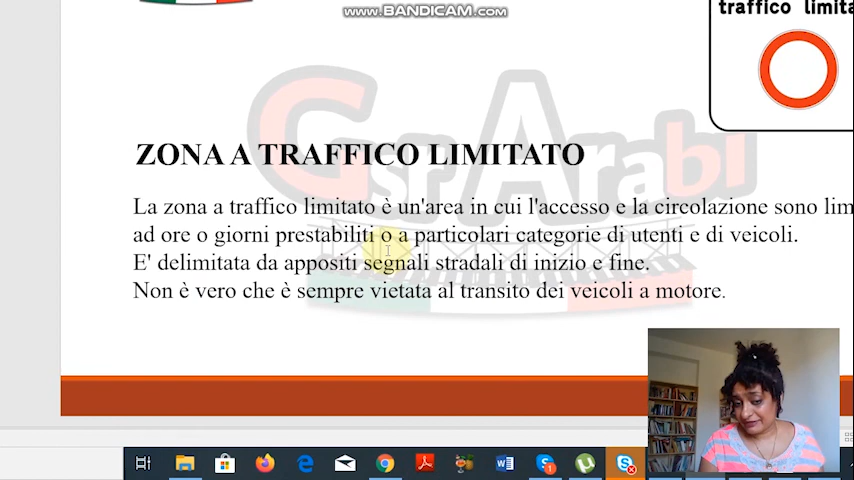 WWW.BANDICAM.COM
traffico limita
Gsr Arabi
ZONA A TRAFFICO LIMITATO
La zona a traffico limitato è un'area in cui l'accesso e la circolazione sono lim
ad ore o giorni prestabiliti o a particolari categorie di utenti e di veicoli.
E' delimitata da appositi segnali stradali di inizio e fine.
Non è vero che è sempre vietata al transito dei veicoli a motore.